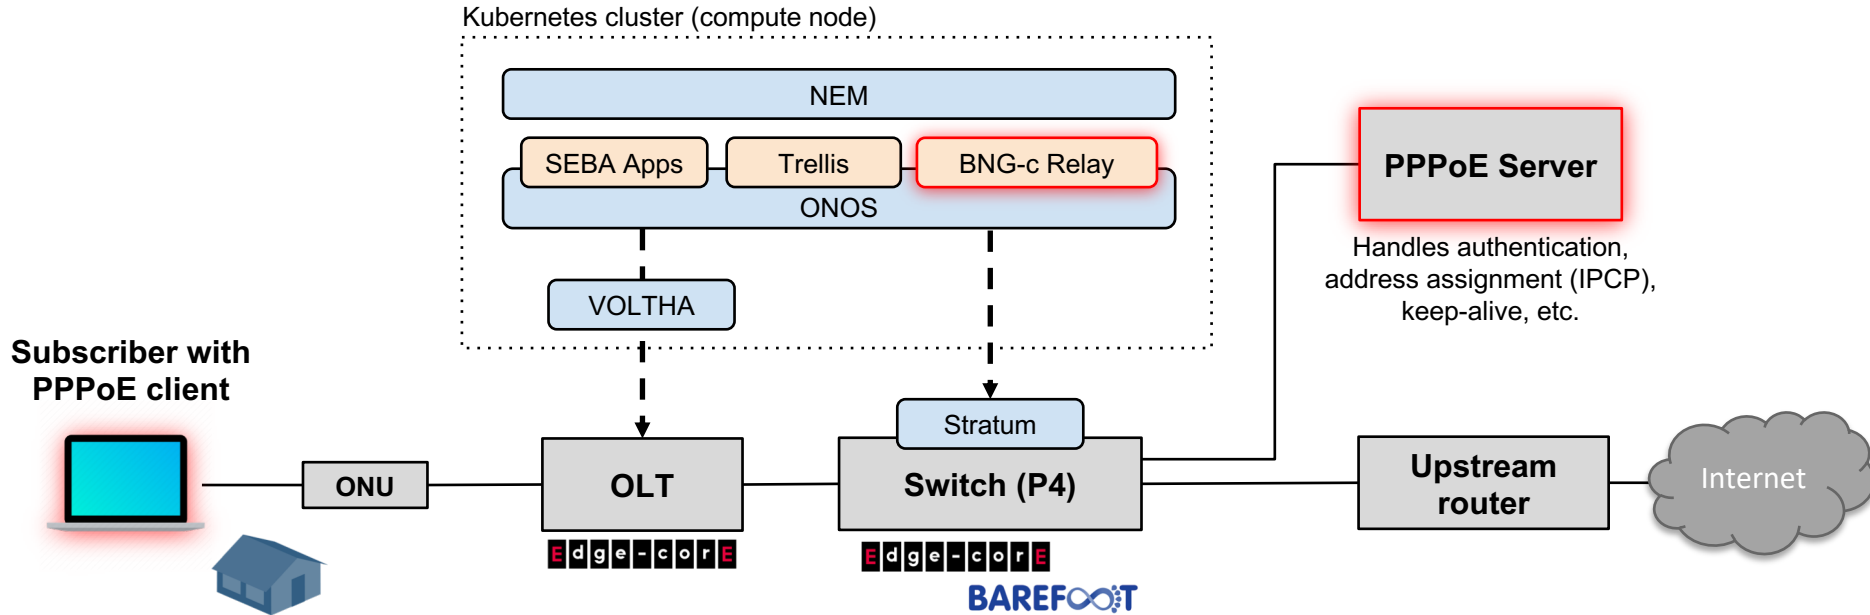 Kubernetes cluster (compute node)
NEM
SEBA Apps
Trellis
BNG-c Relay
ONOS
VOLTHA
PPPoE Server
Handles authentication,
address assignment (IPCP),
keep-alive, etc.
Subscriber with
PPPoE client
Stratum
ONU
OLT
Switch (P4)
Upstream
router
Internet
Edge-corE
Edge-corE
BAREFOOT